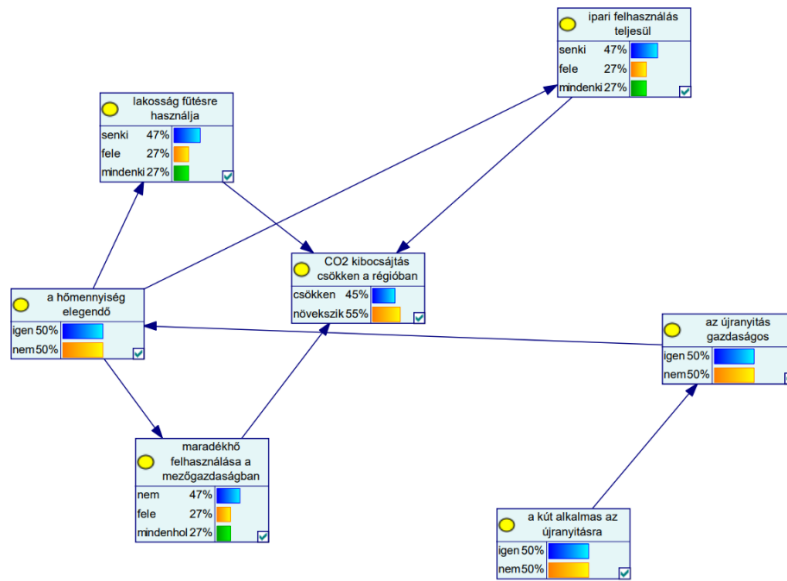 ipari felhasználás
teljesül
senki 47%
fele 27%
mindenki 27%
lakosság fűtésre
használja
senki 47%
fele 27%
mindenki 27%
CO2 kibocsájtás
csökken a régióban
csökken 45%
növekszik 55%
a hőmennyiség
elegendő
igen 50%
nem 50%
az újranyitás
gazdaságos
igen 50%
nem 50%
maradékhő
felhasználása a
mezőgazdaságban
nem 47%
fele 27%
mindenhol 27%
a kút alkalmas az
újranyitásra
igen 50%
nem 50%